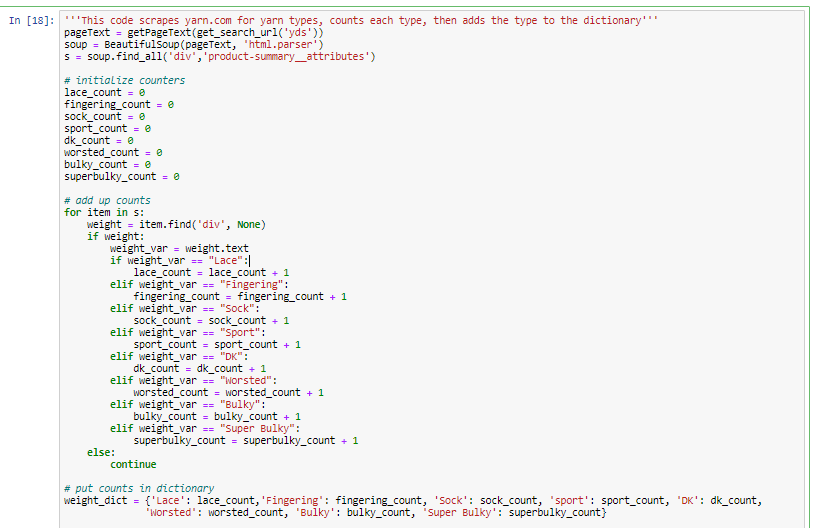 In [18]: '''This code scrapes yarn.com for yarn types, counts each type, then adds the type to the dictionary'''
pageText = getPageText(get_search_url('yds'))
soup = BeautifulSoup(pageText, 'html.parser')
s = soup.find_all('div','product-summary__attributes')

# initialize counters
lace_count = 0
fingering_count = 0
sock_count = 0
sport_count = 0
dk_count = 0
worsted_count = 0
bulky_count = 0
superbulky_count = 0

# add up counts
for item in s:
    weight = item.find('div', None)
    if weight:
        weight_var = weight.text
        if weight_var == "Lace":
            lace_count = lace_count + 1
        elif weight_var == "Fingering":
            fingering_count = fingering_count + 1
        elif weight_var == "Sock":
            sock_count = sock_count + 1
        elif weight_var == "Sport":
            sport_count = sport_count + 1
        elif weight_var == "DK":
            dk_count = dk_count + 1
        elif weight_var == "Worsted":
            worsted_count = worsted_count + 1
        elif weight_var == "Bulky":
            bulky_count = bulky_count + 1
        elif weight_var == "Super Bulky":
            superbulky_count = superbulky_count + 1
    else:
        continue

# put counts in dictionary
weight_dict = {'Lace': lace_count,'Fingering': fingering_count, 'Sock': sock_count, 'sport': sport_count, 'DK': dk_count,
              'Worsted': worsted_count, 'Bulky': bulky_count, 'Super Bulky': superbulky_count}